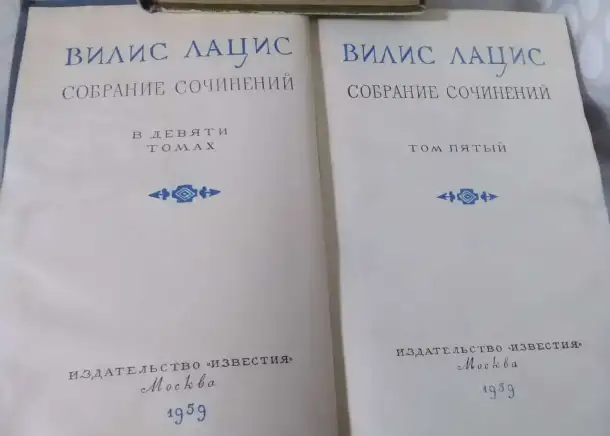 ВИЛИС ЛАЦИС
СОБРАНИЕ СОЧИНЕНИЙ
В ДЕВЯТИ
ТОМАХ
ИЗДАТЕЛЬСТВО «ИЗВЕСТИЯ»
Москва
1959
ВИЛИС ЛАЦИС
СОБРАНИЕ СОЧИНЕНИЙ
ТОМ ПЯТЫЙ
ИЗДАТЕЛЬСТВО «ИЗВЕСТИЯ»
Москва
1959